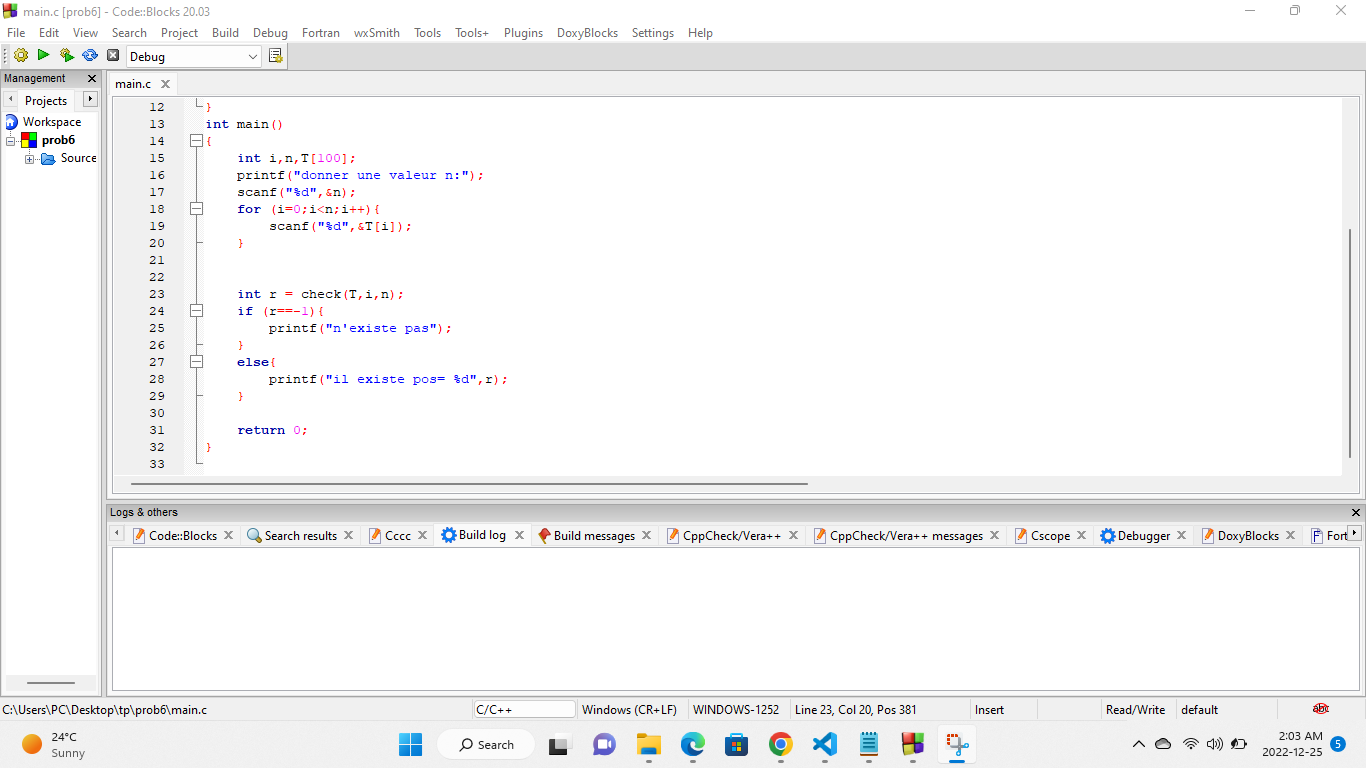 main.c [prob6] - Code::Blocks 20.03
File Edit View Search Project Build Debug Fortran wxSmith Tools Tools+ Plugins DoxyBlocks Settings Help
Debug
Management
main.c
Projects
Workspace
prob6
Source
12 }
13 int main()
14 {
15     int i,n,T[100];
16     printf("donner une valeur n:");
17     scanf("%d",&n);
18     for (i=0;i<n;i++){
19         scanf("%d",&T[i]);
20     }
21
22
23     int r = check(T,i,n);
24     if (r==-1){
25         printf("n'existe pas");
26     }
27     else{
28         printf("il existe pos= %d",r);
29     }
30
31     return 0;
32 }
33
Logs & others
Code::Blocks Search results Cccc Build log Build messages CppCheck/Vera++ CppCheck/Vera++ messages Cscope Debugger DoxyBlocks Fort
C:\Users\PC\Desktop\tp\prob6\main.c C/C++ Windows (CR+LF) WINDOWS-1252 Line 23, Col 20, Pos 381 Insert Read/Write default abc
24°C
Sunny
Search
2:03 AM
2022-12-25
5